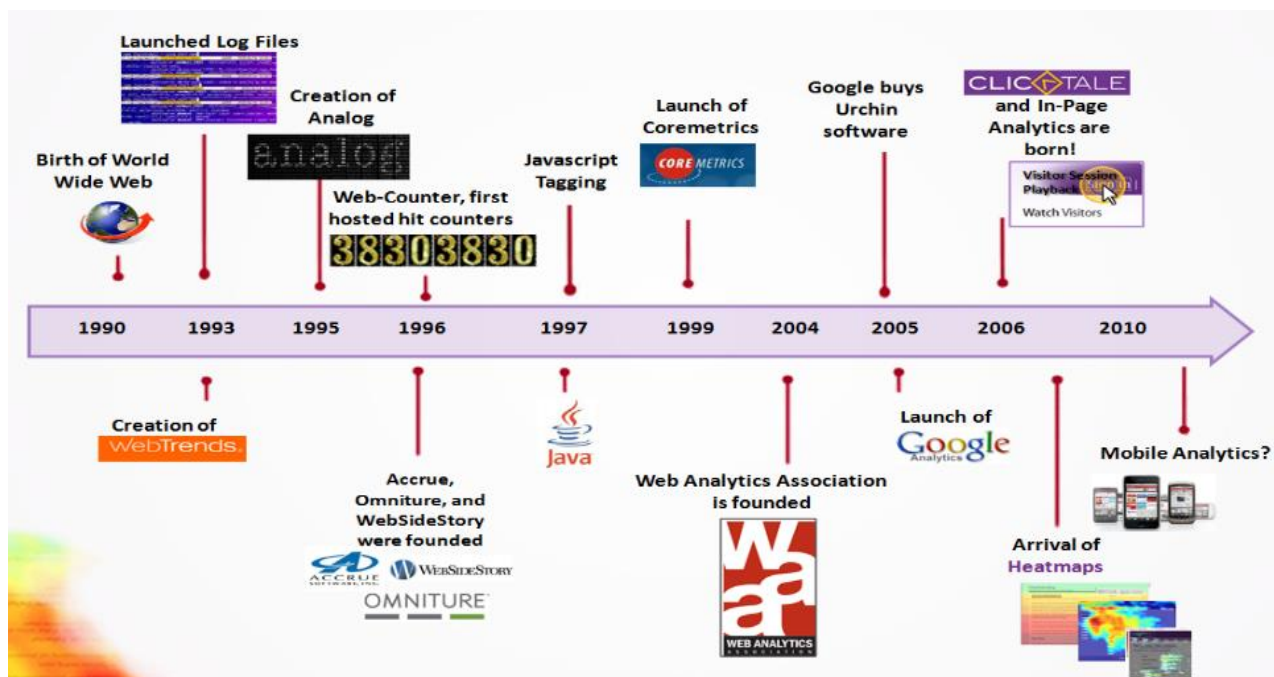 Launched Log Files
Creation of
Analog
analog
Birth of World
Wide Web
Web-Counter, first
hosted hit counters
38303830
Javascript
Tagging
Launch of
Coremetrics
COREMETRICS
Google buys
Urchin
software
CLICKTALE
and In-Page
Analytics are
born!
Visitor Session
Playback
Watch Visitors
1990
1993
1995
1996
1997
1999
2004
2005
2006
2010
Creation of
WebTrends.
Accrue,
Omniture, and
WebSideStory
were founded
ACCRUE
SOFTWARE, INC.
WEBSIDESTORY
OMNITURE
Java
Web Analytics Association
is founded
waa
WEB ANALYTICS
ASSOCIATION
Launch of
Google
Analytics
Mobile Analytics?
Arrival of
Heatmaps